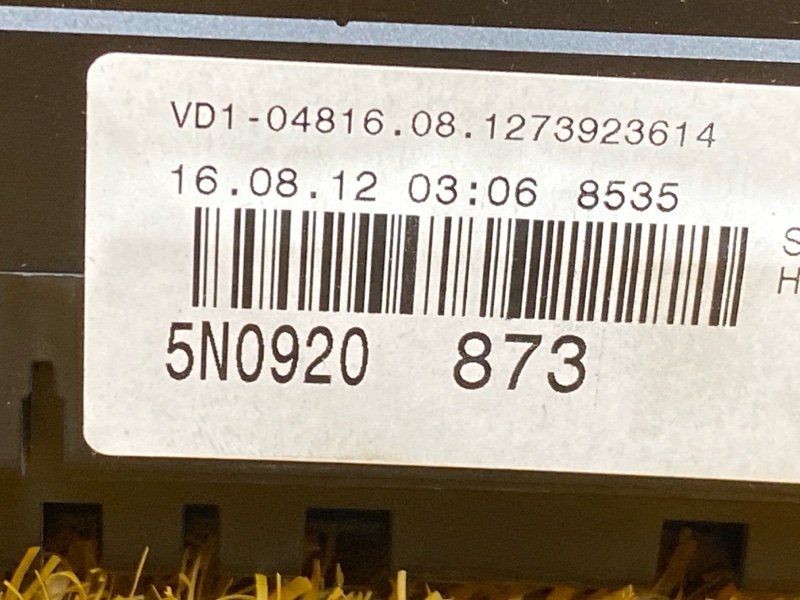 VD1-04816.08.1273923614
16.08.12 03:06 8535
S
H
5N0920 873